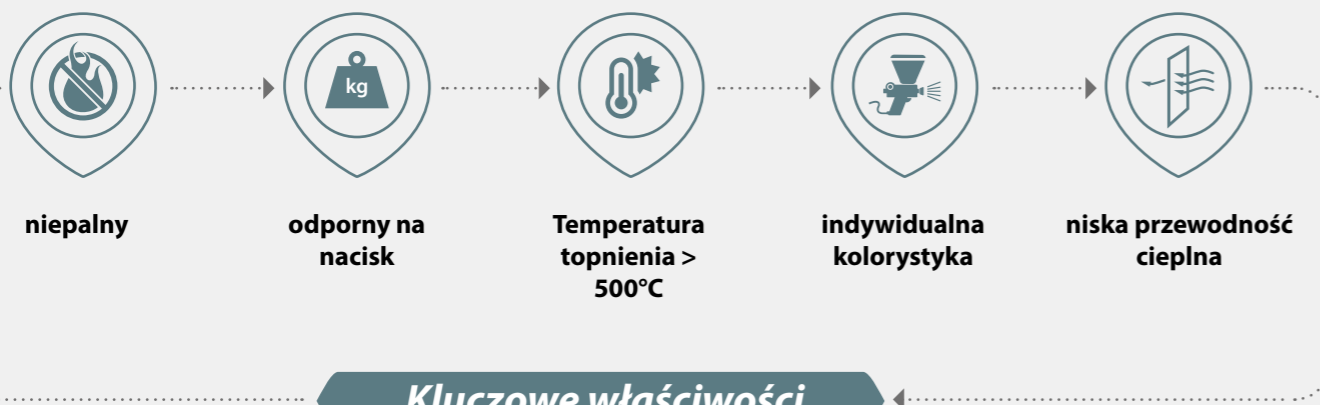 kg
niepalny
odporny na
nacisk
Temperatura
topnienia >
500°C
indywidualna
kolorystyka
niska przewodność
cieplna
Kluczowe właściwości